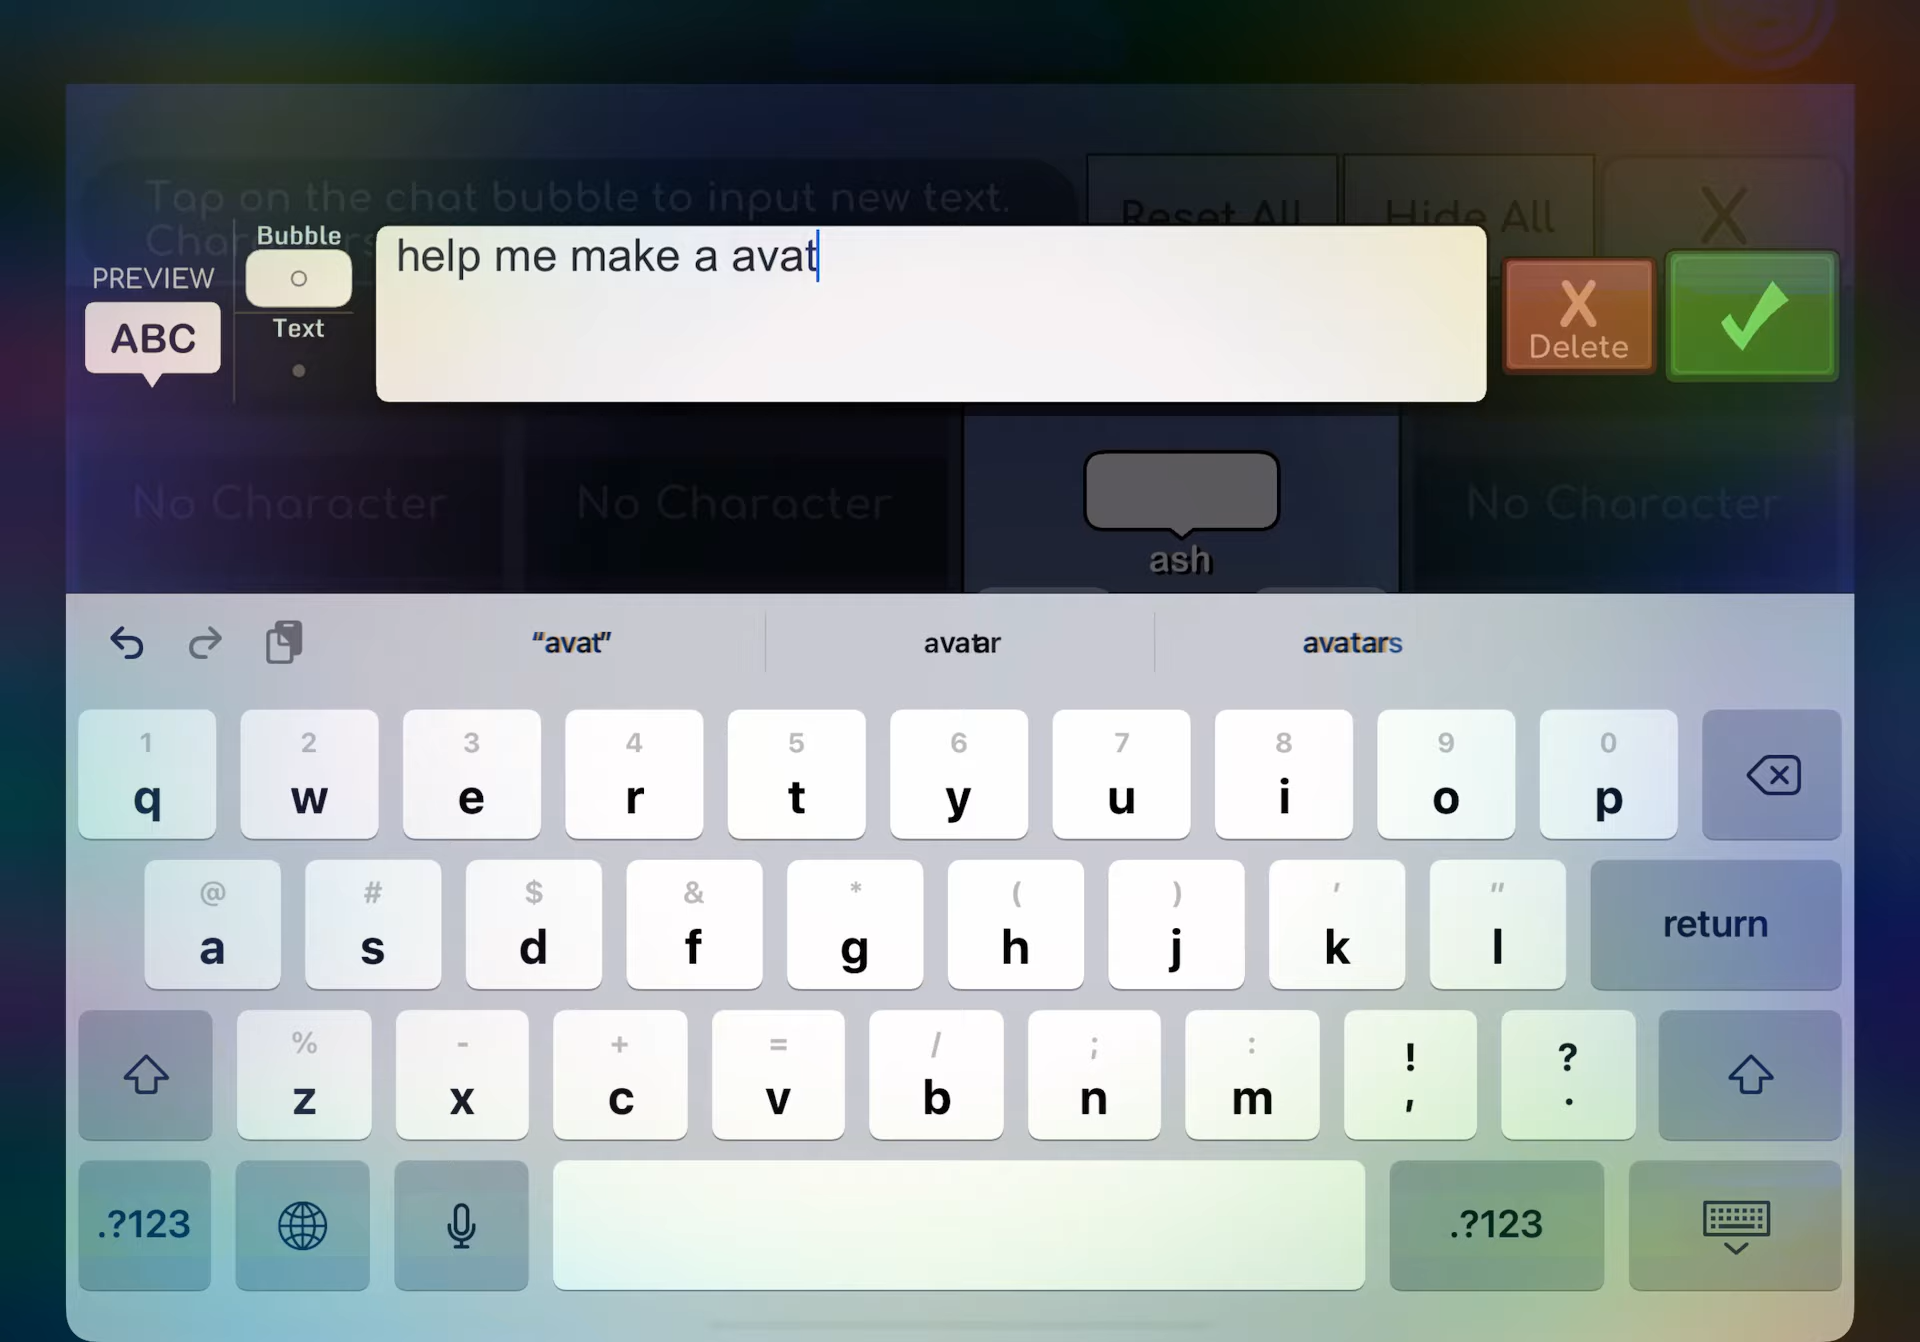 Tap on the chat bubble to input new text.
Reset All
Hide All
X
Char
Bubble
PREVIEW
ABC
Text
help me make a avat
X
Delete
No Character
No Character
ash
No Character
“avat”
avatar
avatars
1 2 3 4 5 6 7 8 9 0
q w e r t y u i o p
@ # $ & * ( ) ' "
a s d f g h j k l return
% - + = / ; : ! ?
z x c v b n m , .
.?123 .?123